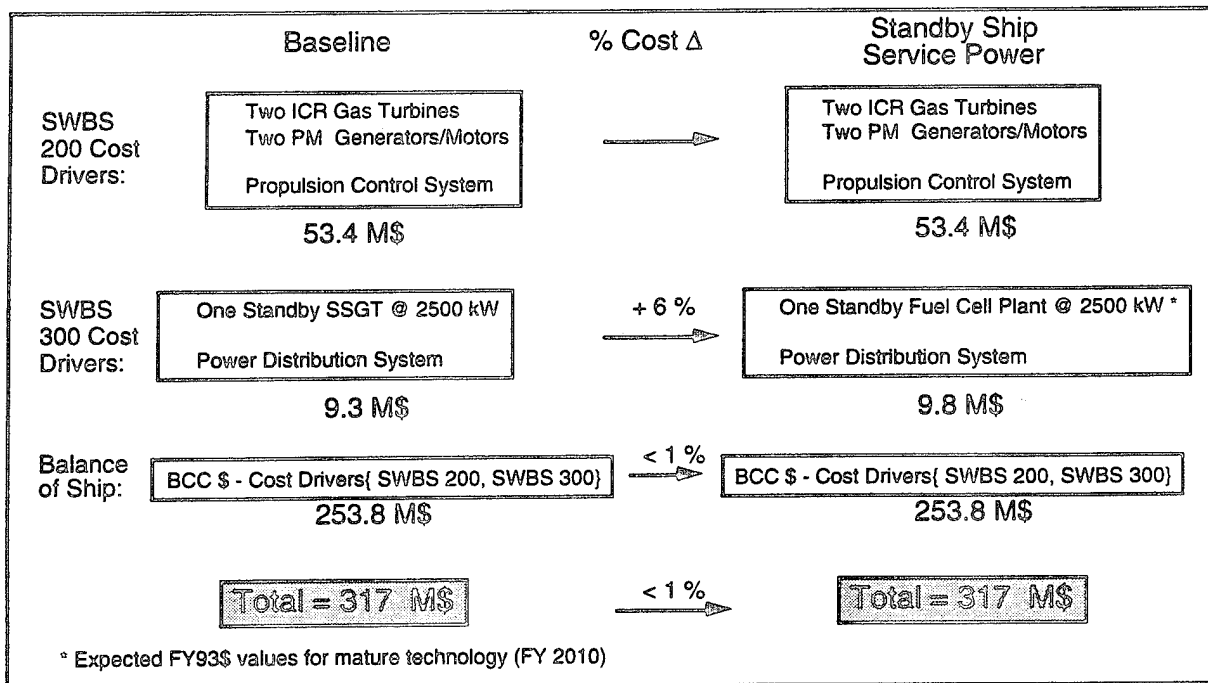 Baseline
% Cost Δ
Standby Ship
Service Power
SWBS
200 Cost
Drivers:
Two ICR Gas Turbines
Two PM Generators/Motors
Propulsion Control System
53.4 M$
Two ICR Gas Turbines
Two PM Generators/Motors
Propulsion Control System
53.4 M$
SWBS
300 Cost
Drivers:
One Standby SSGT @ 2500 kW
Power Distribution System
9.3 M$
+ 6 %
One Standby Fuel Cell Plant @ 2500 kW *
Power Distribution System
9.8 M$
Balance
of Ship:
BCC $ - Cost Drivers{ SWBS 200, SWBS 300}
253.8 M$
< 1 %
BCC $ - Cost Drivers{ SWBS 200, SWBS 300}
253.8 M$
Total = 317 M$
< 1 %
Total = 317 M$
* Expected FY93$ values for mature technology (FY 2010)